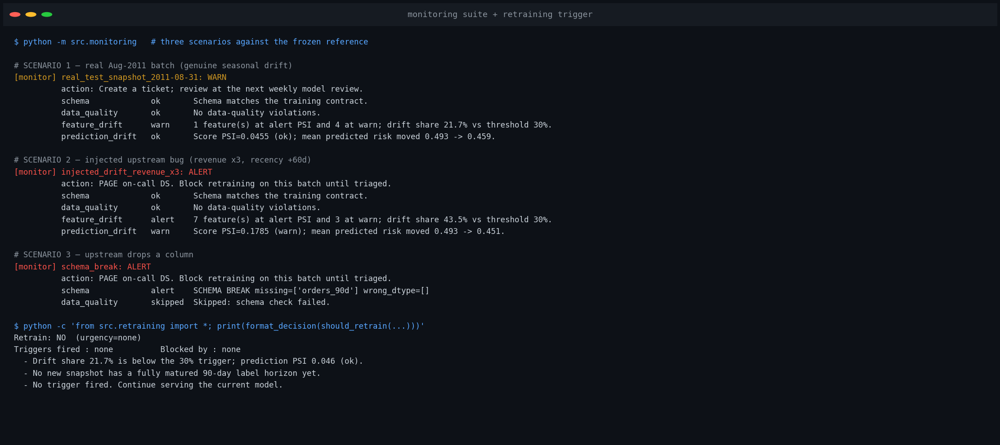 monitoring suite + retraining trigger
$ python -m src.monitoring   # three scenarios against the frozen reference
# SCENARIO 1 — real Aug-2011 batch (genuine seasonal drift)
[monitor] real_test_snapshot_2011-08-31: WARN
          action: Create a ticket; review at the next weekly model review.
          schema             ok       Schema matches the training contract.
          data_quality       ok       No data-quality violations.
          feature_drift      warn     1 feature(s) at alert PSI and 4 at warn; drift share 21.7% vs threshold 30%.
          prediction_drift   ok       Score PSI=0.0455 (ok); mean predicted risk moved 0.493 -> 0.459.
# SCENARIO 2 — injected upstream bug (revenue x3, recency +60d)
[monitor] injected_drift_revenue_x3: ALERT
          action: PAGE on-call DS. Block retraining on this batch until triaged.
          schema             ok       Schema matches the training contract.
          data_quality       ok       No data-quality violations.
          feature_drift      alert    7 feature(s) at alert PSI and 3 at warn; drift share 43.5% vs threshold 30%.
          prediction_drift   warn     Score PSI=0.1785 (warn); mean predicted risk moved 0.493 -> 0.451.
# SCENARIO 3 — upstream drops a column
[monitor] schema_break: ALERT
          action: PAGE on-call DS. Block retraining on this batch until triaged.
          schema             alert    SCHEMA BREAK missing=['orders_90d'] wrong_dtype=[]
          data_quality       skipped  Skipped: schema check failed.
$ python -c 'from src.retraining import *; print(format_decision(should_retrain(...)))'
Retrain: NO  (urgency=none)
Triggers fired : none          Blocked by : none
  - Drift share 21.7% is below the 30% trigger; prediction PSI 0.046 (ok).
  - No new snapshot has a fully matured 90-day label horizon yet.
  - No trigger fired. Continue serving the current model.